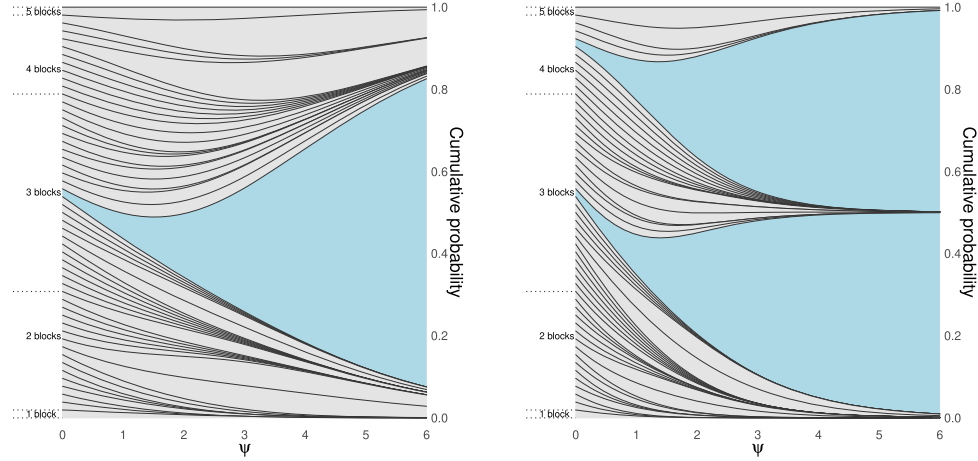 5 blocks
4 blocks
3 blocks
2 blocks
1 block
1.0
0.8
0.6
0.4
0.2
0.0
Cumulative probability
0 1 2 3 4 5 6
ψ
5 blocks
4 blocks
3 blocks
2 blocks
1 block
1.0
0.8
0.6
0.4
0.2
0.0
Cumulative probability
0 1 2 3 4 5 6
ψ